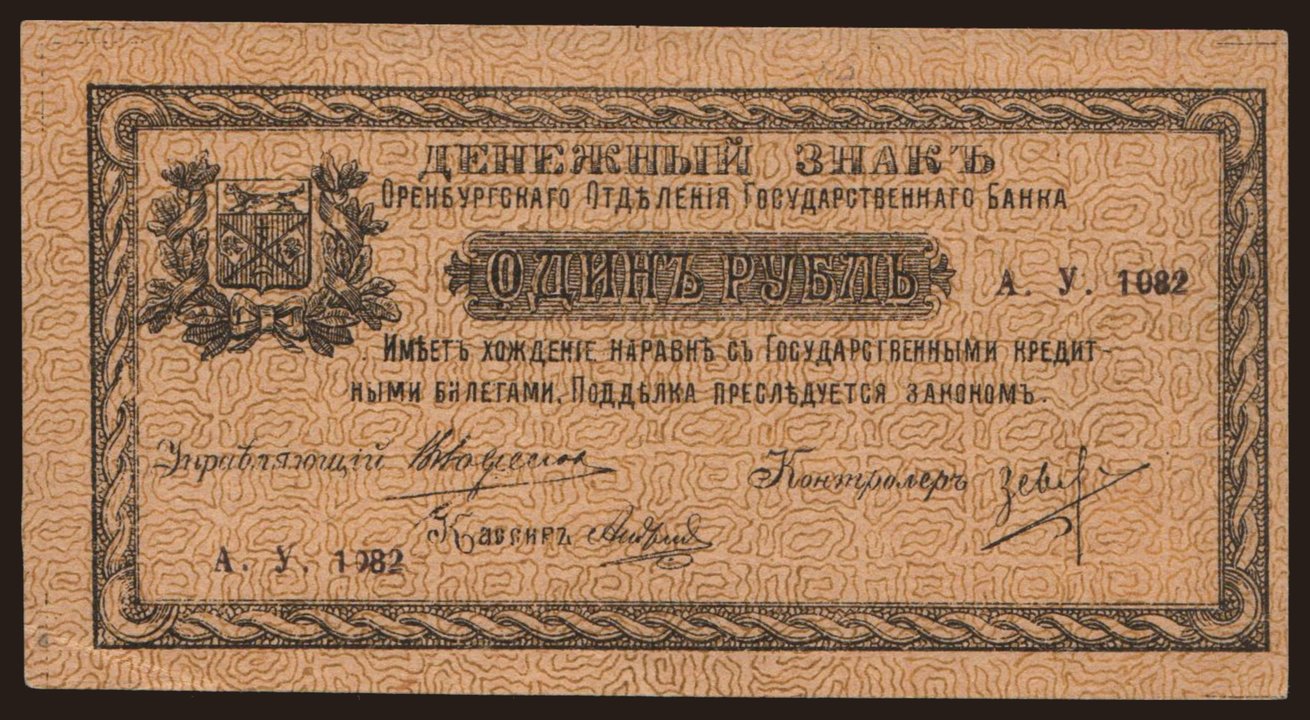 ДЕНЕЖНЫЙ ЗНАКЪ
ОРЕНБУРГСКАГО ОТДѢЛЕНІЯ ГОСУДАРСТВЕННАГО БАНКА
ОДИНЪ РУБЛЬ
А. У. 1082
ИМѢЕТЪ ХОЖДЕНІЕ НАРАВНѢ СЪ ГОСУДАРСТВЕННЫМИ КРЕДИТ-
НЫМИ БИЛЕТАМИ. ПОДДѢЛКА ПРЕСЛѢДУЕТСЯ ЗАКОНОМЪ.
Управляющій
Контролеръ
Кассиръ
А. У. 1082